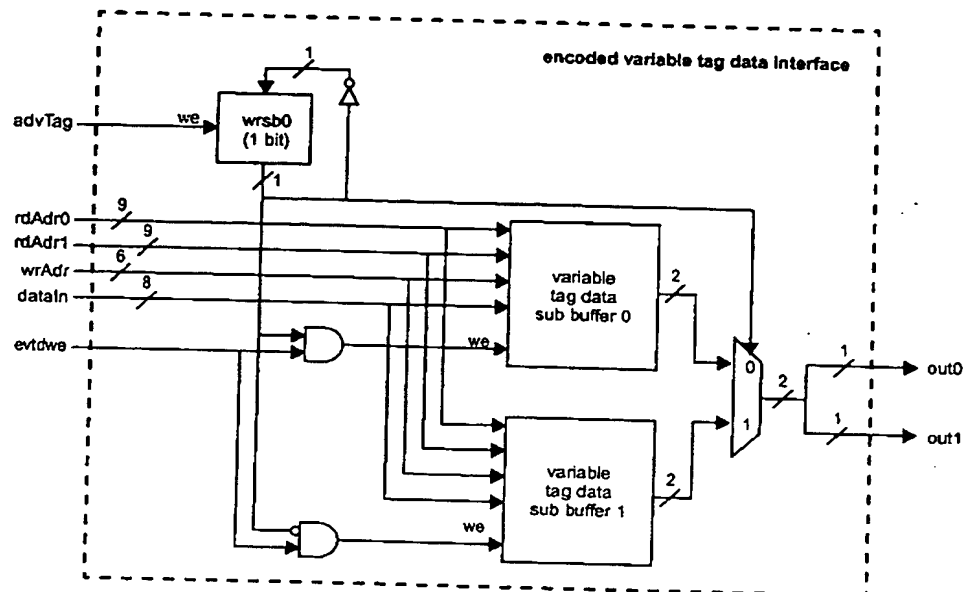 encoded variable tag data interface
1
advTag
we
wrsb0
(1 bit)
1
rdAdr0
9
rdAdr1
9
wrAdr
6
dataIn
8
evtdwe
variable
tag data
sub buffer 0
we
2
0
1
2
1
out0
1
out1
variable
tag data
sub buffer 1
we
2